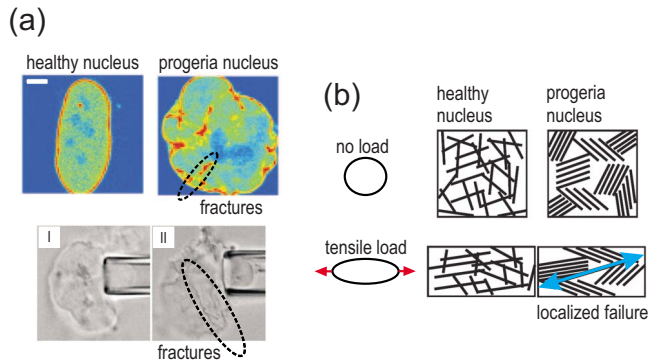 (a)
healthy nucleus
progeria nucleus
fractures
I
II
fractures
(b)
healthy
nucleus
progeria
nucleus
no load
tensile load
localized failure